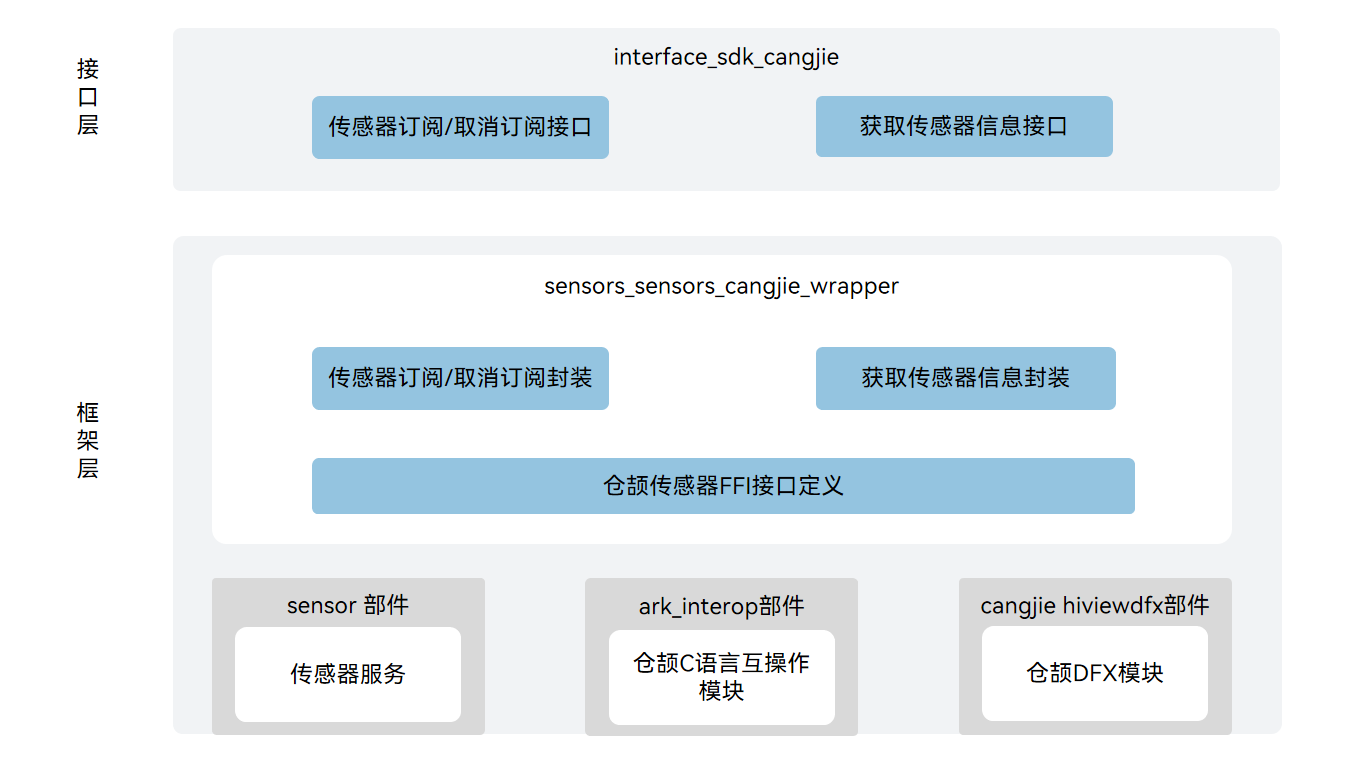 接口层
interface_sdk_cangjie
传感器订阅/取消订阅接口
获取传感器信息接口
框架层
sensors_sensors_cangjie_wrapper
传感器订阅/取消订阅封装
获取传感器信息封装
仓颉传感器FFI接口定义
sensor 部件
传感器服务
ark_interop部件
仓颉C语言互操作
模块
cangjie hiviewdfx部件
仓颉DFX模块